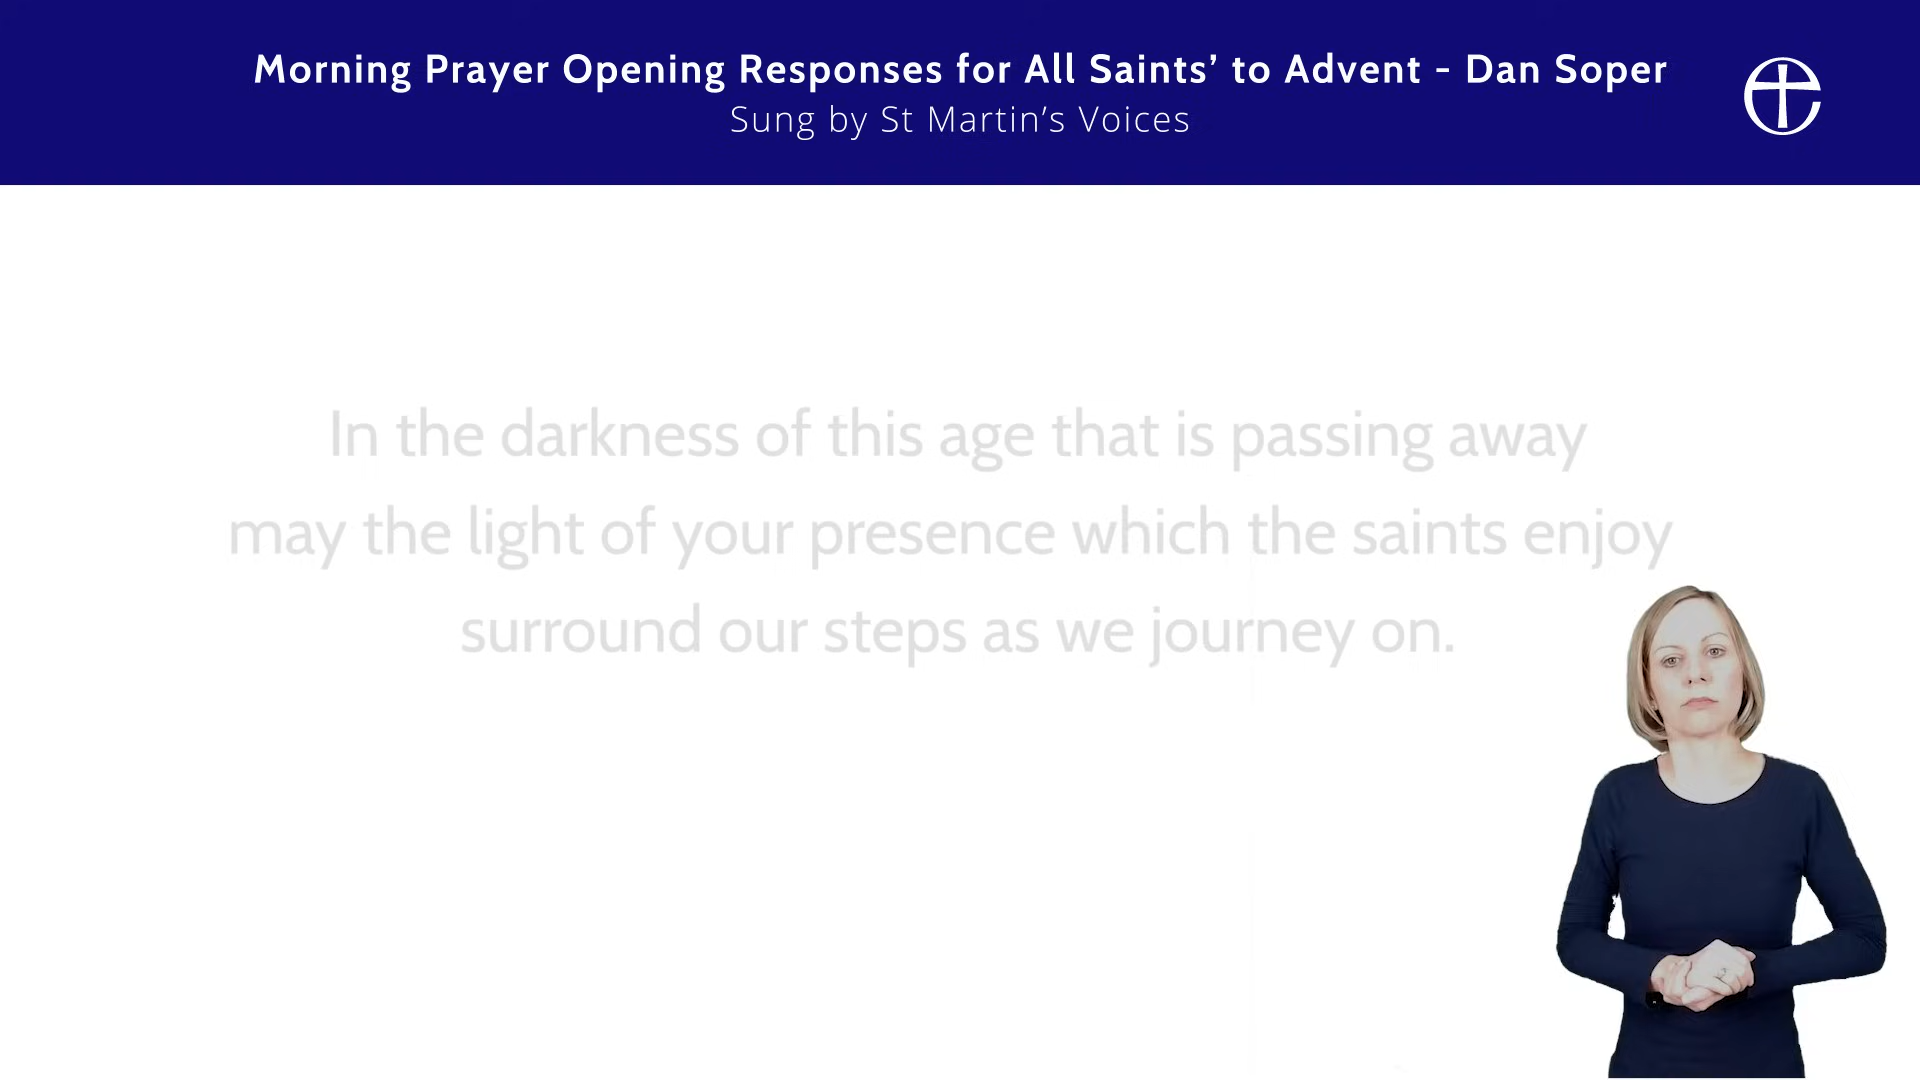 Morning Prayer Opening Responses for All Saints’ to Advent - Dan Soper
Sung by St Martin’s Voices
In the darkness of this age that is passing away
may the light of your presence which the saints enjoy
surround our steps as we journey on.